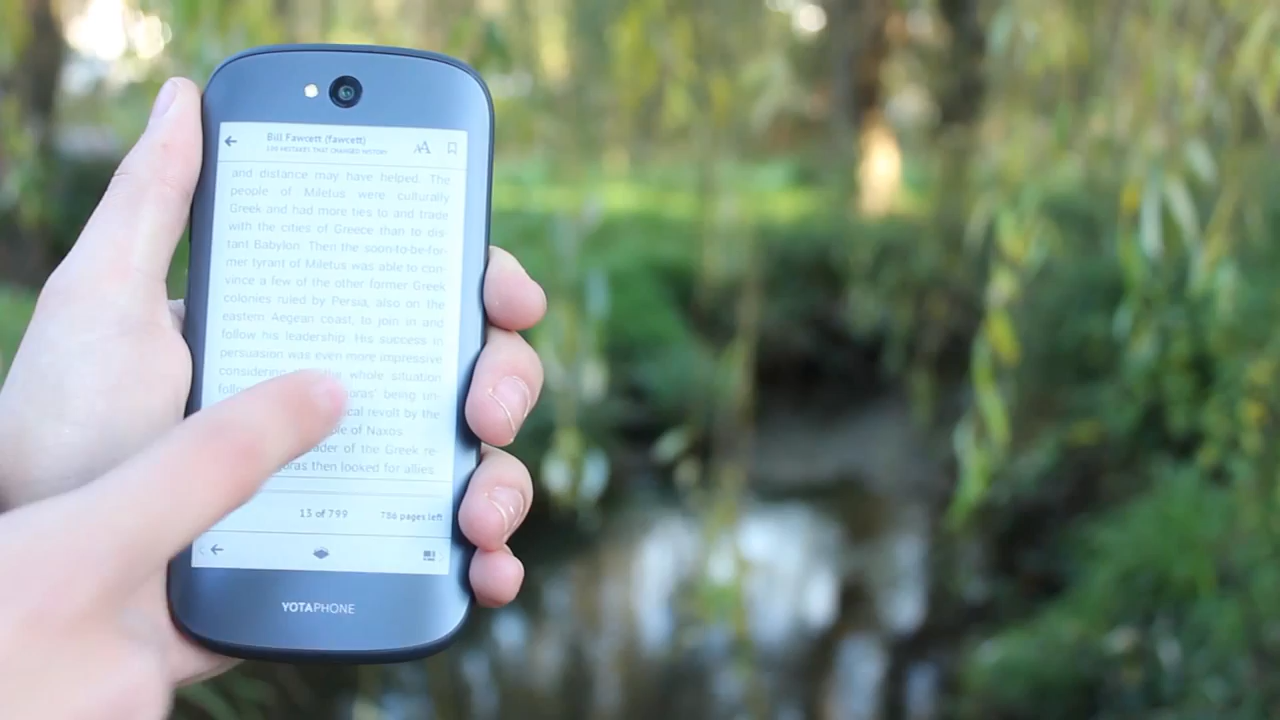 Bill Fawcett (fawcett)
100 MISTAKES THAT CHANGED HISTORY
AA
and distance may have helped. The
people of Miletus were culturally
Greek and had more ties to and trade
with the cities of Greece than to dis-
tant Babylon. Then the soon-to-be-for-
mer tyrant of Miletus was able to con-
vince a few of the other former Greek
colonies ruled by Persia, also on the
eastern Aegean coast, to join in and
follow his leadership. His success in
persuasion was even more impressive
considering the whole situation
follo oras' being un-
ical revolt by the
ple of Naxos.
ader of the Greek re-
goras then looked for allies.
13 of 799
786 pages left
YOTAPHONE